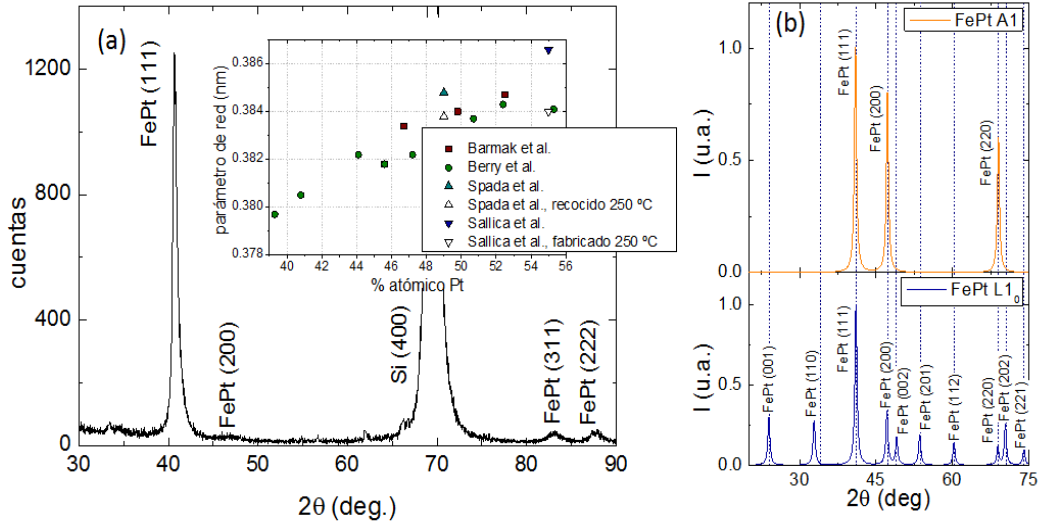 (a)
FePt (111)
FePt (200)
Si (400)
FePt (311)
FePt (222)
cuentas
1200
800
400
0
30 40 50 60 70 80 90
2θ (deg.)
parámetro de red (nm)
0.386
0.384
0.382
0.380
0.378
40 42 44 46 48 50 52 54 56
% atómico Pt
Barmak et al.
Berry et al.
Spada et al.
Spada et al., recocido 250 ºC
Sallica et al.
Sallica et al., fabricado 250 ºC
(b)
FePt A1
I (u.a.)
1.0
0.5
0.0
FePt (111)
FePt (200)
FePt (220)
FePt L1₀
I (u.a.)
1.0
0.5
0.0
FePt (001)
FePt (110)
FePt (111)
FePt (200)
FePt (002)
FePt (201)
FePt (112)
FePt (220)
FePt (202)
FePt (221)
30 45 60 75
2θ (deg)